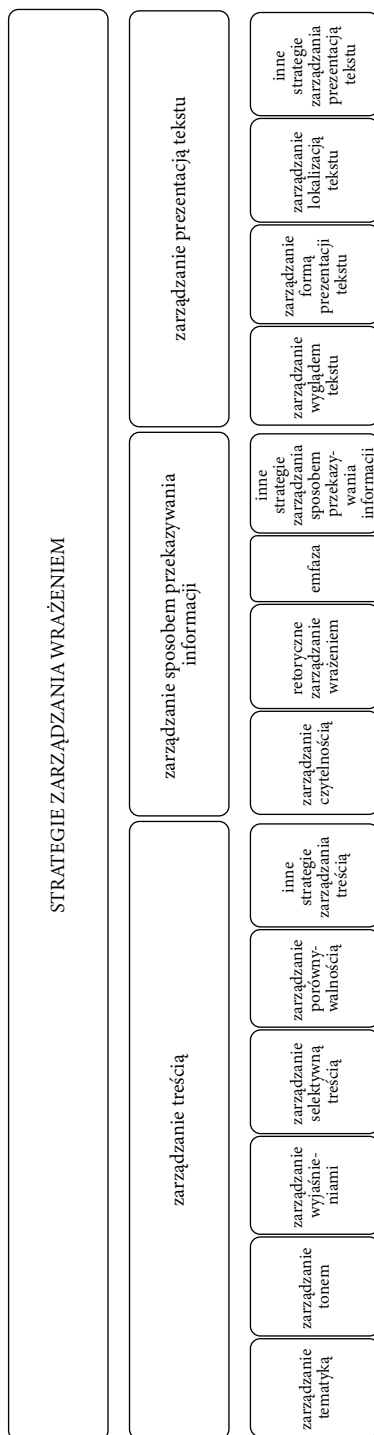 STRATEGIE ZARZĄDZANIA WRAŻENIEM
zarządzanie treścią
zarządzanie sposobem przekazywania
informacji
zarządzanie prezentacją tekstu
zarządzanie
tematyką
zarządzanie
tonem
zarządzanie
wyjaśnie-
niami
zarządzanie
selektywną
treścią
zarządzanie
porówny-
walnością
inne
strategie
zarządzania
treścią
zarządzanie
czytelnością
retoryczne
zarządzanie
wrażeniem
emfaza
inne
strategie
zarządzania
sposobem
przekazy-
wania
informacji
zarządzanie
wyglądem
tekstu
zarządzanie
formą
prezentacji
tekstu
zarządzanie
lokalizacją
tekstu
inne
strategie
zarządzania
prezentacją
tekstu